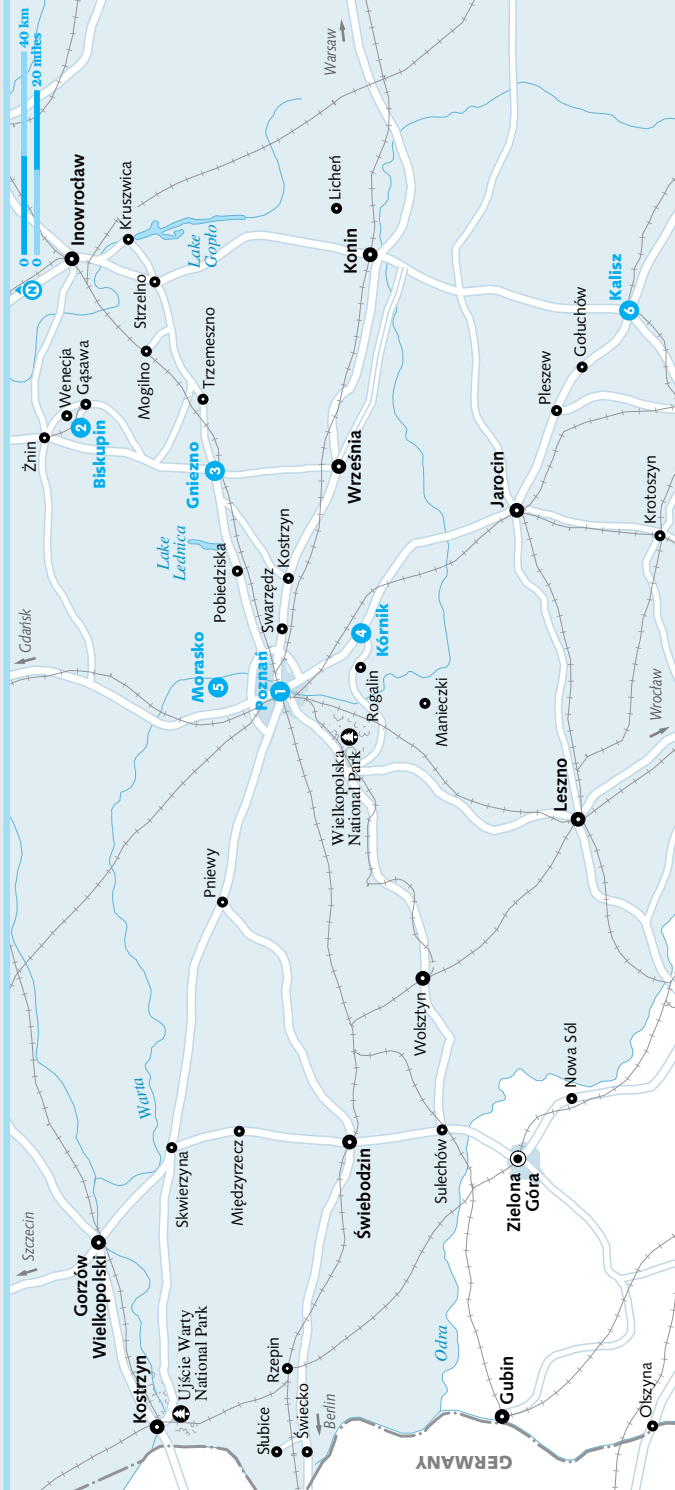 0
40 km
0
20 miles
N
Szczecin
Gdańsk
Warsaw
Gorzów
Wielkopolski
Kostrzyn
Ujście Warty
National Park
Warta
Skwierzyna
Międzyrzecz
Słubice
Rzepin
Świecko
Berlin
Świebodzin
Sulechów
Odra
Zielona
Góra
Nowa Sól
Gubin
Olszyna
GERMANY
Pniewy
Wolsztyn
Leszno
Wrocław
Wielkopolska
National Park
Rogalin
Manieczki
4
Kórnik
5
Morasko
1
Poznań
Swarzędz
Kostrzyn
Pobiedziska
Lake
Lednica
3
Gniezno
Żnin
Wenecja
Gąsawa
2
Biskupin
Inowrocław
Kruszwica
Strzelno
Mogilno
Trzemeszno
Lake
Gopło
Licheń
Konin
Września
Jarocin
Pleszew
Gołuchów
6
Kalisz
Krotoszyn